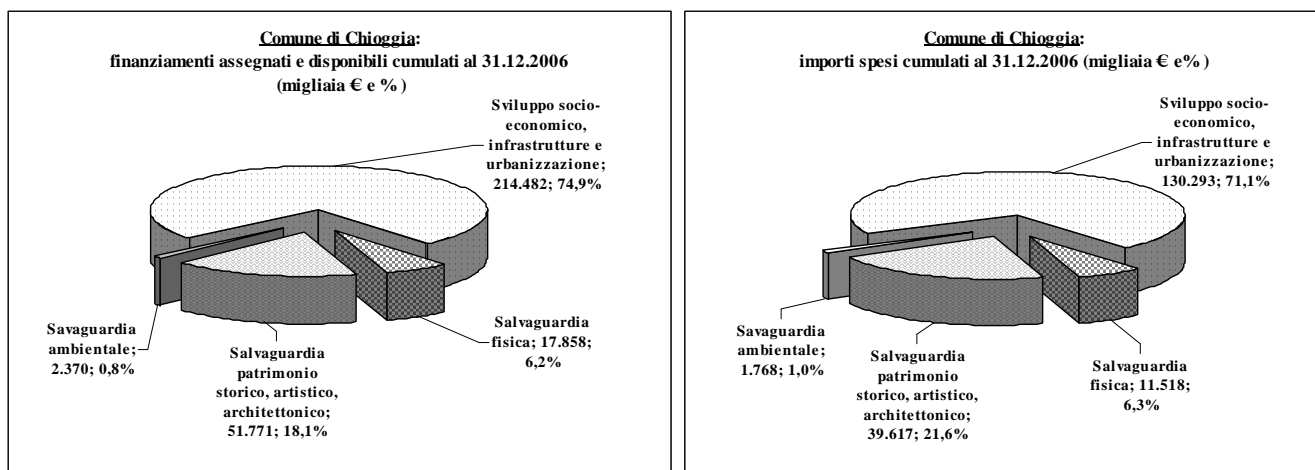 Comune di Chioggia:
finanziamenti assegnati e disponibili cumulati al 31.12.2006
(migliaia € e %)
Sviluppo socio-
economico,
infrastrutture e
urbanizzazione;
214.482; 74,9%
Savaguardia
ambientale;
2.370; 0,8%
Salvaguardia
patrimonio
storico, artistico,
architettonico;
51.771; 18,1%
Salvaguardia
fisica; 17.858;
6,2%
Comune di Chioggia:
importi spesi cumulati al 31.12.2006 (migliaia € e%)
Sviluppo socio-
economico,
infrastrutture e
urbanizzazione;
130.293; 71,1%
Savaguardia
ambientale;
1.768; 1,0%
Salvaguardia
patrimonio
storico, artistico,
architettonico;
39.617; 21,6%
Salvaguardia
fisica; 11.518;
6,3%